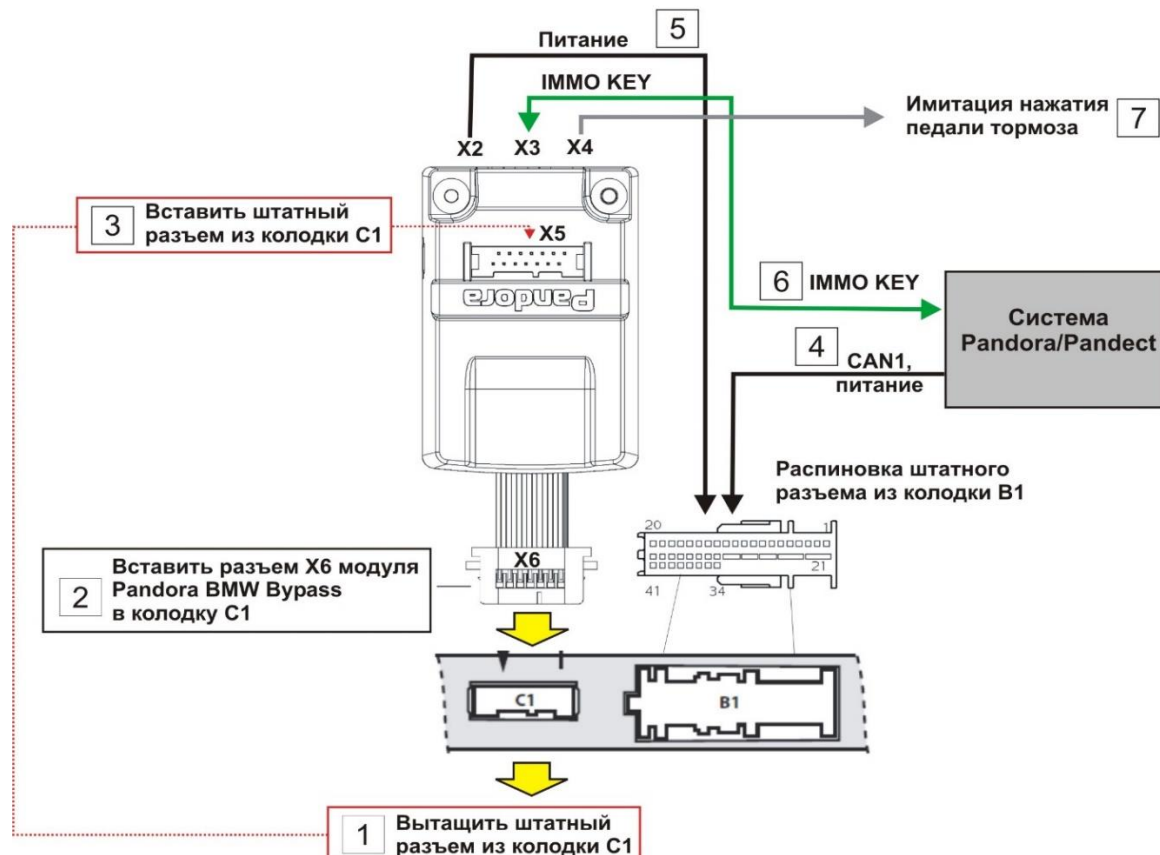 Питание
5
IMMO KEY
Имитация нажатия
педали тормоза
7
X2
X3
X4
3
Вставить штатный
разъем из колодки C1
X5
Pandora
6
IMMO KEY
Система
Pandora/Pandect
4
CAN1,
питание
Распиновка штатного
разъема из колодки B1
20
1
21
41
34
X6
2
Вставить разъем X6 модуля
Pandora BMW Bypass
в колодку C1
C1
B1
1
Вытащить штатный
разъем из колодки C1